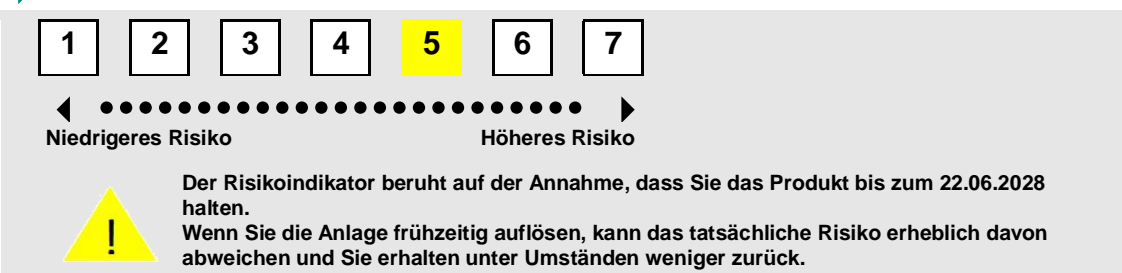 1 2 3 4 5 6 7
Niedrigeres Risiko Höheres Risiko
Der Risikoindikator beruht auf der Annahme, dass Sie das Produkt bis zum 22.06.2028
halten.
Wenn Sie die Anlage frühzeitig auflösen, kann das tatsächliche Risiko erheblich davon
abweichen und Sie erhalten unter Umständen weniger zurück.
!